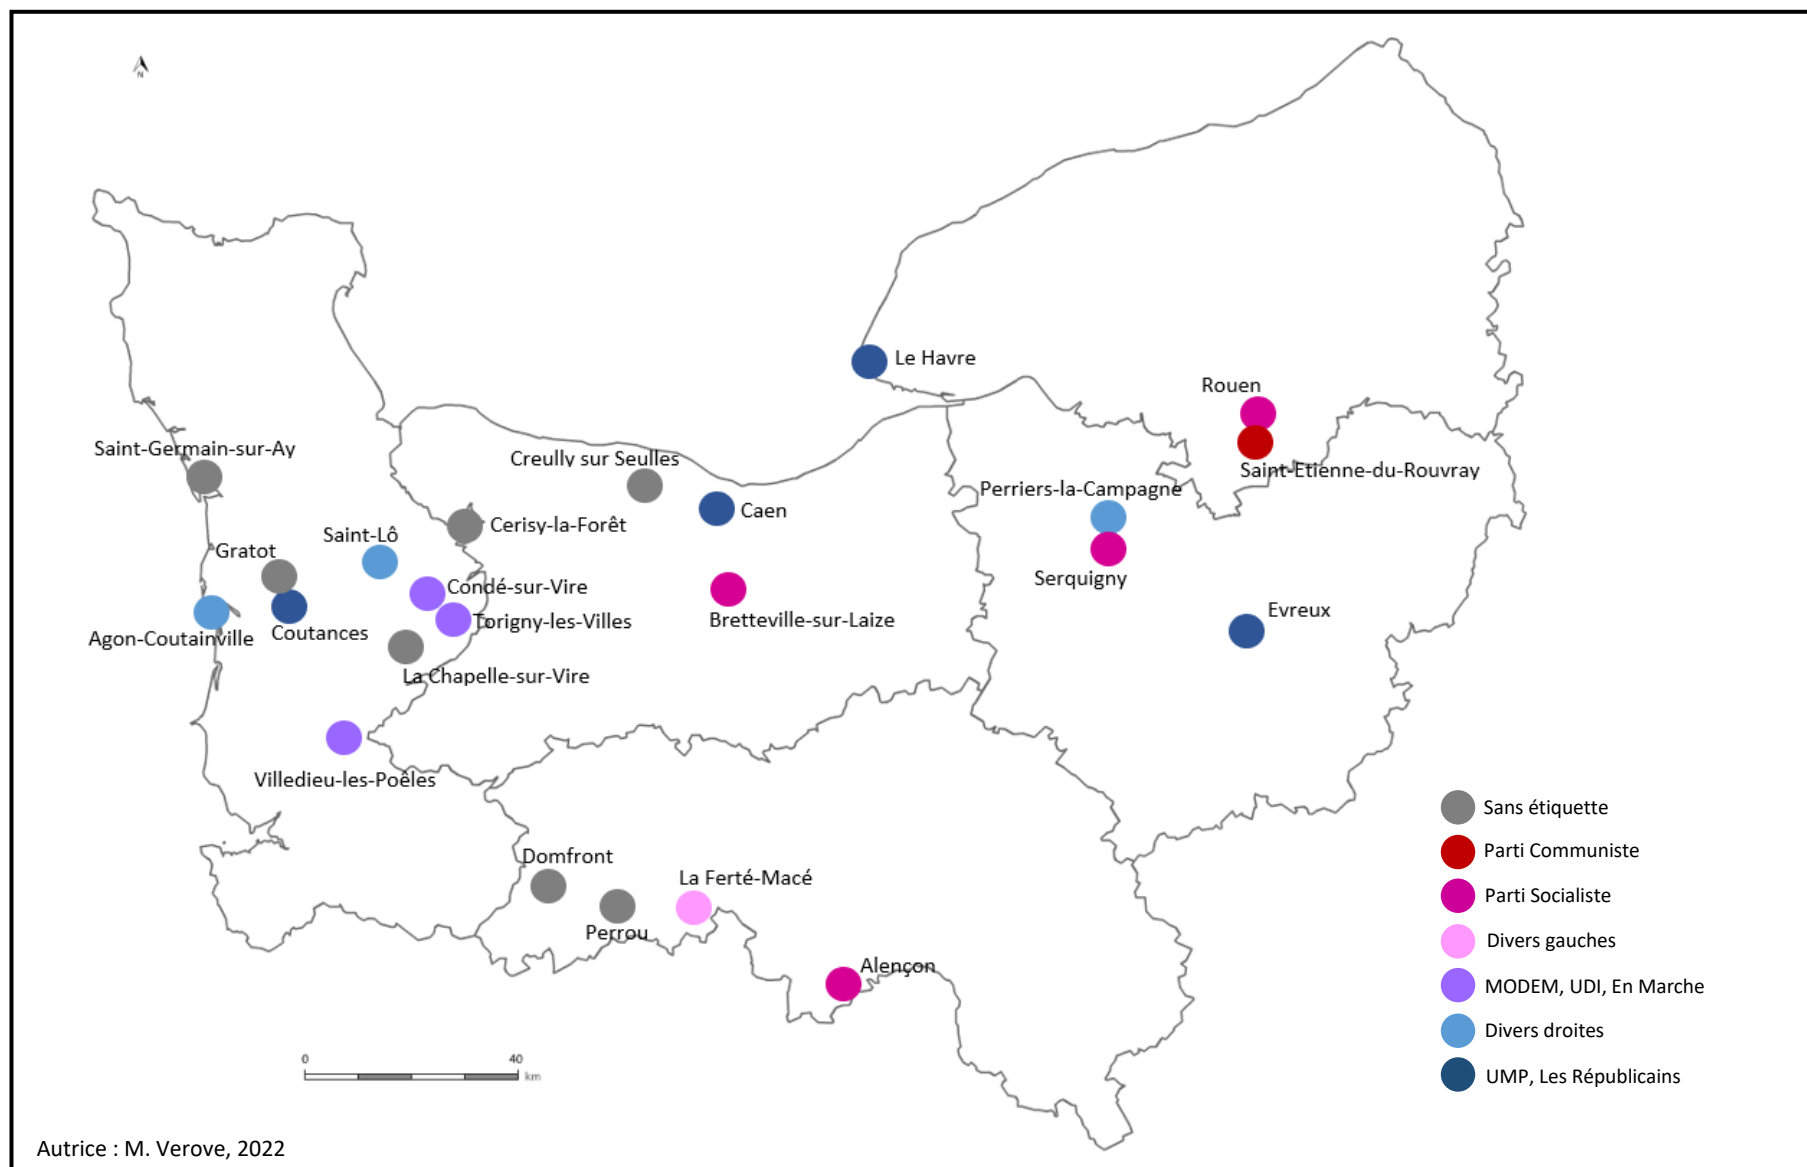 N
Le Havre
Rouen
Saint-Etienne-du-Rouvray
Saint-Germain-sur-Ay
Creully sur Seulles
Perriers-la-Campagne
Caen
Cerisy-la-Forêt
Saint-Lô
Gratot
Serquigny
Condé-sur-Vire
Torigny-les-Villes
Bretteville-sur-Laize
Evreux
Agon-Coutainville
Coutances
La Chapelle-sur-Vire
Villedieu-les-Poêles
Domfront
La Ferté-Macé
Perrou
Alençon
Sans étiquette
Parti Communiste
Parti Socialiste
Divers gauches
MODEM, UDI, En Marche
Divers droites
UMP, Les Républicains
0 40
km
Autrice : M. Verove, 2022